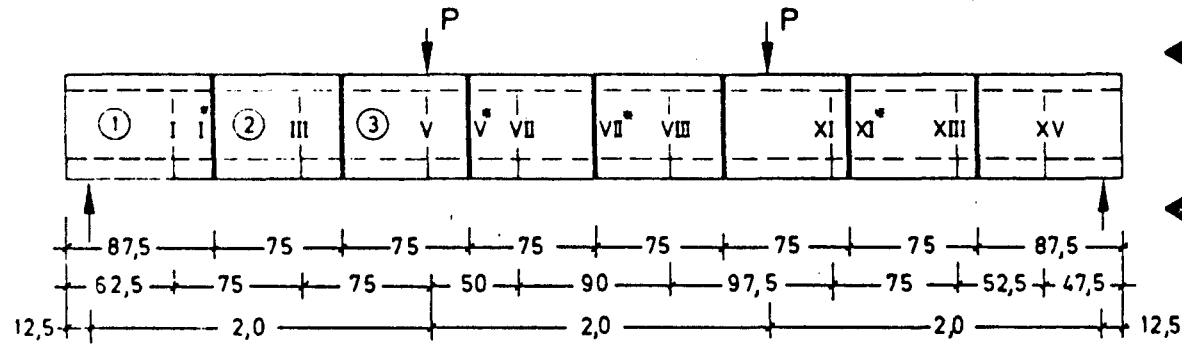 P P
① I I* ② III ③ V V* VII VII* VIII XI XI* XIII XV
87,5 75 75 75 75 75 75 87,5
62,5 75 75 50 90 97,5 75 52,5 47,5
12,5 2,0 2,0 2,0 12,5